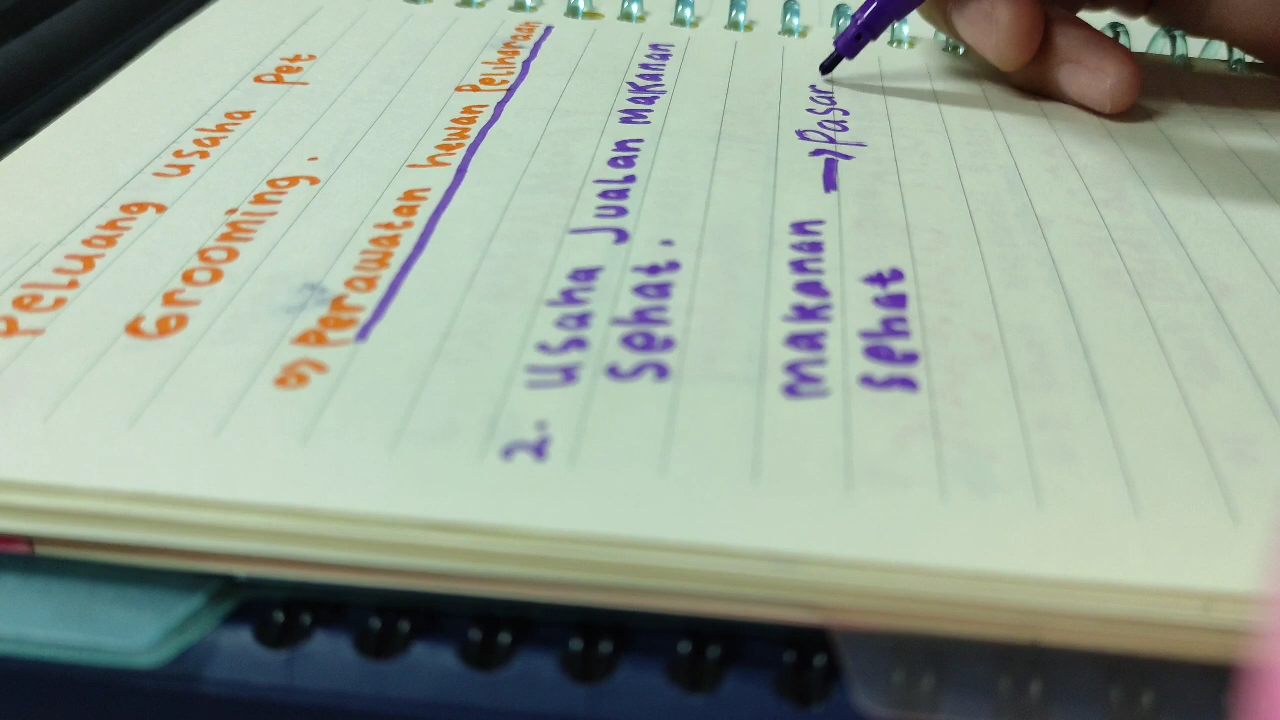 Peluang usaha Pet
Grooming.
Perawatan hewan Peliharaan
2. Usaha Jualan makanan
Sehat.
makanan → Pasar
Sehat